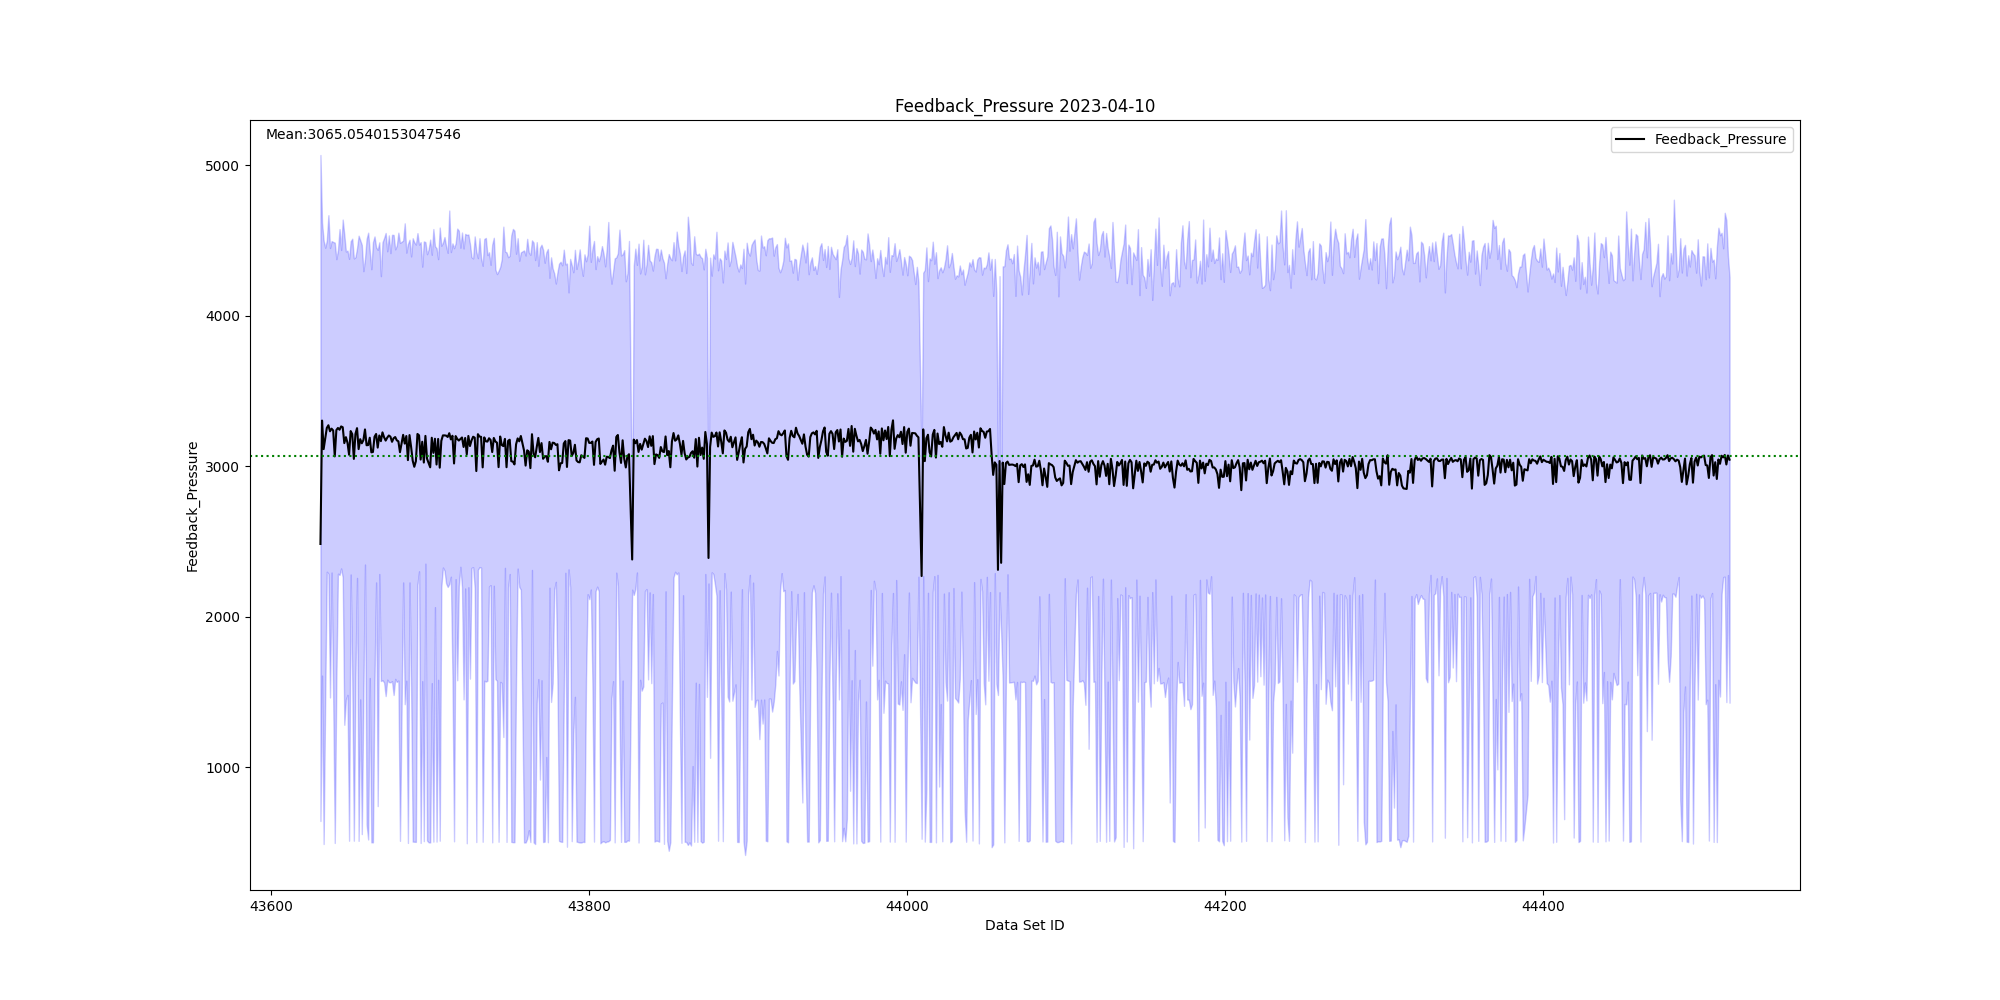 Feedback_Pressure 2023-04-10
Mean:3065.0540153047546
Feedback_Pressure
5000
4000
3000
2000
1000
Feedback_Pressure
43600
43800
44000
44200
44400
Data Set ID